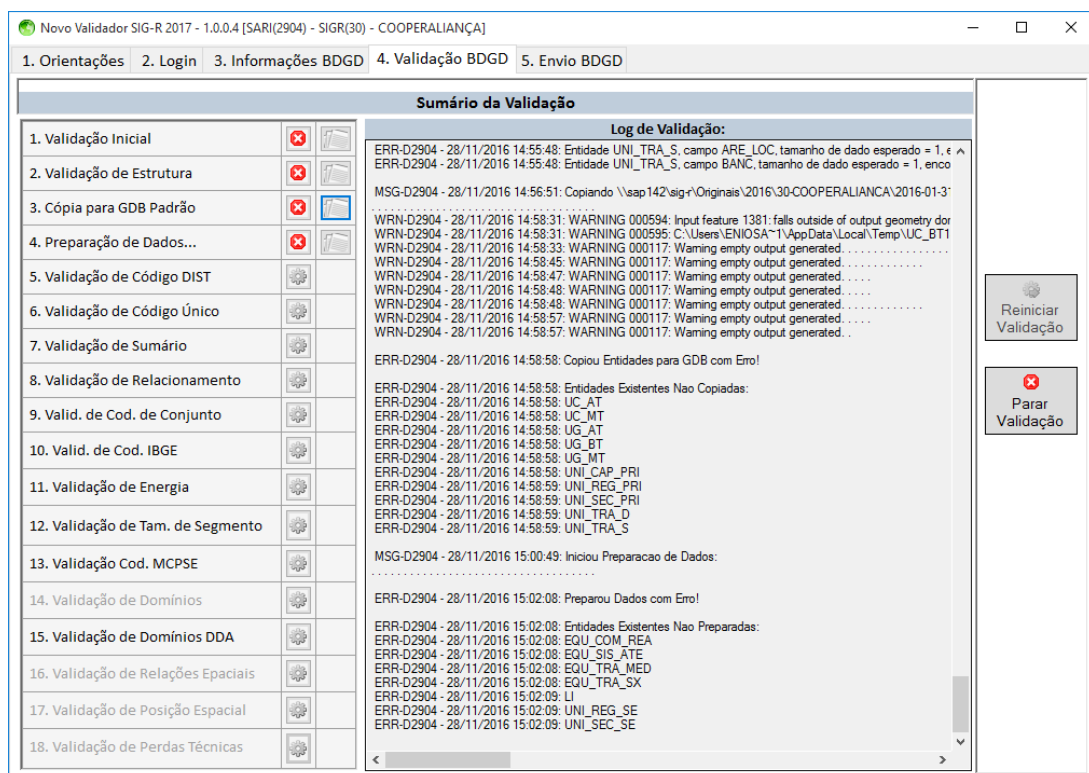 Novo Validador SIG-R 2017 - 1.0.0.4 [SARI(2904) - SIGR(30) - COOPERALIANÇA]
1. Orientações 2. Login 3. Informações BDGD 4. Validação BDGD 5. Envio BDGD
Sumário da Validação
1. Validação Inicial
2. Validação de Estrutura
3. Cópia para GDB Padrão
4. Preparação de Dados...
5. Validação de Código DIST
6. Validação de Código Único
7. Validação de Sumário
8. Validação de Relacionamento
9. Valid. de Cod. de Conjunto
10. Valid. de Cod. IBGE
11. Validação de Energia
12. Validação de Tam. de Segmento
13. Validação Cod. MCPSE
14. Validação de Domínios
15. Validação de Domínios DDA
16. Validação de Relações Epaciais
17. Validação de Posição Espacial
18. Validação de Perdas Técnicas
Log de Validação:
ERR-D2904 - 28/11/2016 14:55:48: Entidade UNI_TRA_S, campo ARE_LOC, tamanho de dado esperado = 1, e
ERR-D2904 - 28/11/2016 14:55:48: Entidade UNI_TRA_S, campo BANC, tamanho de dado esperado = 1, enco
MSG-D2904 - 28/11/2016 14:56:51: Copiando \\sap142\sig-r\Originais\2016\30-COOPERALIANCA\2016-01-31
. . . . . . . . . . . . . . . . . . . . . . . . . . . . . . . . . . . .
WRN-D2904 - 28/11/2016 14:58:31: WARNING 000594: Input feature 1381: falls outside of output geometry dor
WRN-D2904 - 28/11/2016 14:58:31: WARNING 000595: C:\Users\ENIOSA~1\AppData\Local\Temp\UC_BT1
WRN-D2904 - 28/11/2016 14:58:33: WARNING 000117: Warning empty output generated. . . . . . . . . . . . . . . . . .
WRN-D2904 - 28/11/2016 14:58:45: WARNING 000117: Warning empty output generated. . . . . . . . . . . . . .
WRN-D2904 - 28/11/2016 14:58:47: WARNING 000117: Warning empty output generated. . . . .
WRN-D2904 - 28/11/2016 14:58:48: WARNING 000117: Warning empty output generated. . . . .
WRN-D2904 - 28/11/2016 14:58:48: WARNING 000117: Warning empty output generated. . . . . . . . . . . . . .
WRN-D2904 - 28/11/2016 14:58:57: WARNING 000117: Warning empty output generated. . . . .
WRN-D2904 - 28/11/2016 14:58:57: WARNING 000117: Warning empty output generated. .
ERR-D2904 - 28/11/2016 14:58:58: Copiou Entidades para GDB com Erro!
ERR-D2904 - 28/11/2016 14:58:58: Entidades Existentes Nao Copiadas:
ERR-D2904 - 28/11/2016 14:58:58: UC_AT
ERR-D2904 - 28/11/2016 14:58:58: UC_MT
ERR-D2904 - 28/11/2016 14:58:58: UG_AT
ERR-D2904 - 28/11/2016 14:58:58: UG_BT
ERR-D2904 - 28/11/2016 14:58:58: UG_MT
ERR-D2904 - 28/11/2016 14:58:58: UNI_CAP_PRI
ERR-D2904 - 28/11/2016 14:58:59: UNI_REG_PRI
ERR-D2904 - 28/11/2016 14:58:59: UNI_SEC_PRI
ERR-D2904 - 28/11/2016 14:58:59: UNI_TRA_D
ERR-D2904 - 28/11/2016 14:58:59: UNI_TRA_S
MSG-D2904 - 28/11/2016 15:00:49: Iniciou Preparacao de Dados:
. . . . . . . . . . . . . . . . . . . . . . . . . . . . . . . . . . . .
ERR-D2904 - 28/11/2016 15:02:08: Preparou Dados com Erro!
ERR-D2904 - 28/11/2016 15:02:08: Entidades Existentes Nao Preparadas:
ERR-D2904 - 28/11/2016 15:02:08: EQU_COM_REA
ERR-D2904 - 28/11/2016 15:02:08: EQU_SIS_ATE
ERR-D2904 - 28/11/2016 15:02:08: EQU_TRA_MED
ERR-D2904 - 28/11/2016 15:02:08: EQU_TRA_SX
ERR-D2904 - 28/11/2016 15:02:09: LI
ERR-D2904 - 28/11/2016 15:02:09: UNI_REG_SE
ERR-D2904 - 28/11/2016 15:02:09: UNI_SEC_SE
Reiniciar
Validação
Parar
Validação